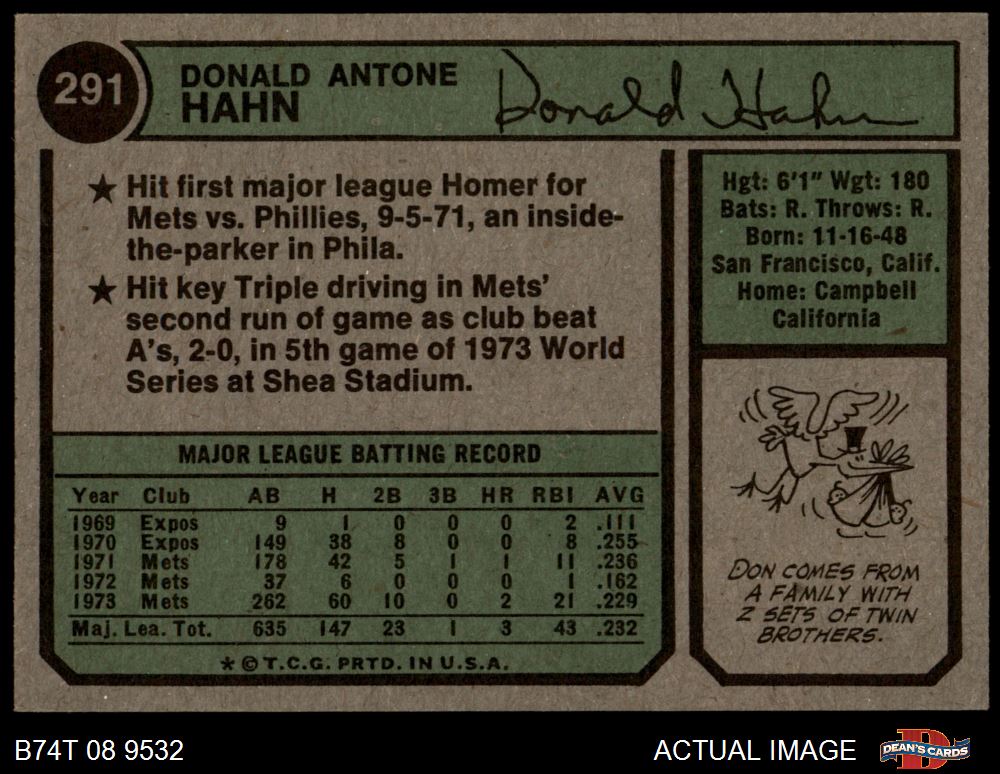 291
DONALD ANTONE
HAHN
Donald Hahn
★ Hit first major league Homer for
Mets vs. Phillies, 9-5-71, an inside-
the-parker in Phila.
★ Hit key Triple driving in Mets'
second run of game as club beat
A's, 2-0, in 5th game of 1973 World
Series at Shea Stadium.
Hgt: 6'1" Wgt: 180
Bats: R. Throws: R.
Born: 11-16-48
San Francisco, Calif.
Home: Campbell
California
MAJOR LEAGUE BATTING RECORD
Year Club AB H 2B 3B HR RBI AVG
1969 Expos 9 1 0 0 0 2 .111
1970 Expos 149 38 8 0 0 8 .255
1971 Mets 178 42 5 1 1 11 .236
1972 Mets 37 6 0 0 0 1 .162
1973 Mets 262 60 10 0 2 21 .229
Maj. Lea. Tot. 635 147 23 1 3 43 .232
* © T.C.G. PRTD. IN U.S.A.
DON COMES FROM
A FAMILY WITH
2 SETS OF TWIN
BROTHERS.
B74T 08 9532
ACTUAL IMAGE
DEAN'S CARDS